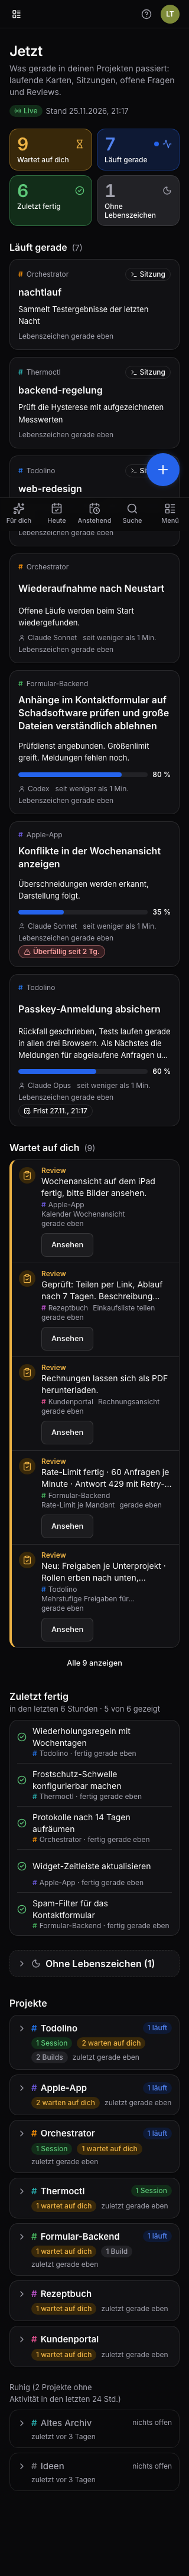 LT
Jetzt
Was gerade in deinen Projekten passiert:
laufende Karten, Sitzungen, offene Fragen
und Reviews.
Live
Stand 25.11.2026, 21:17
9
Wartet auf dich
7
Läuft gerade
6
Zuletzt fertig
1
Ohne
Lebenszeichen
Läuft gerade (7)
# Orchestrator
Sitzung
nachtlauf
Sammelt Testergebnisse der letzten
Nacht
Lebenszeichen gerade eben
# Thermoctl
Sitzung
backend-regelung
Prüft die Hysterese mit aufgezeichneten
Messwerten
Lebenszeichen gerade eben
# Todolino
web-redesign
Für dich
Heute
Anstehend
Suche
Menü
Lebenszeichen gerade eben
# Orchestrator
Wiederaufnahme nach Neustart
Offene Läufe werden beim Start
wiedergefunden.
Claude Sonnet seit weniger als 1 Min.
Lebenszeichen gerade eben
# Formular-Backend
Anhänge im Kontaktformular auf
Schadsoftware prüfen und große
Dateien verständlich ablehnen
Prüfdienst angebunden. Größenlimit
greift. Meldungen fehlen noch.
80 %
Codex seit weniger als 1 Min.
Lebenszeichen gerade eben
# Apple-App
Konflikte in der Wochenansicht
anzeigen
Überschneidungen werden erkannt,
Darstellung folgt.
35 %
Claude Sonnet seit weniger als 1 Min.
Lebenszeichen gerade eben
Überfällig seit 2 Tg.
# Todolino
Passkey-Anmeldung absichern
Rückfall geschrieben, Tests laufen gerade
in allen drei Browsern. Als Nächstes die
Meldungen für abgelaufene Anfragen u...
60 %
Claude Opus seit weniger als 1 Min.
Lebenszeichen gerade eben
Frist 27.11., 21:17
Wartet auf dich (9)
Review
Wochenansicht auf dem iPad
fertig, bitte Bilder ansehen.
# Apple-App
Kalender Wochenansicht
gerade eben
Ansehen
Review
Geprüft: Teilen per Link, Ablauf
nach 7 Tagen. Beschreibung...
# Rezeptbuch Einkaufsliste teilen
gerade eben
Ansehen
Review
Rechnungen lassen sich als PDF
herunterladen.
# Kundenportal Rechnungsansicht
gerade eben
Ansehen
Review
Rate-Limit fertig · 60 Anfragen je
Minute · Antwort 429 mit Retry-...
# Formular-Backend
Rate-Limit je Mandant gerade eben
Ansehen
Review
Neu: Freigaben je Unterprojekt ·
Rollen erben nach unten,...
# Todolino
Mehrstufige Freigaben für...
gerade eben
Ansehen
Alle 9 anzeigen
Zuletzt fertig
in den letzten 6 Stunden · 5 von 6 gezeigt
Wiederholungsregeln mit
Wochentagen
# Todolino · fertig gerade eben
Frostschutz-Schwelle
konfigurierbar machen
# Thermoctl · fertig gerade eben
Protokolle nach 14 Tagen
aufräumen
# Orchestrator · fertig gerade eben
Widget-Zeitleiste aktualisieren
# Apple-App · fertig gerade eben
Spam-Filter für das
Kontaktformular
# Formular-Backend · fertig gerade eben
Ohne Lebenszeichen (1)
Projekte
# Todolino
1 läuft
1 Session
2 warten auf dich
2 Builds
zuletzt gerade eben
# Apple-App
1 läuft
2 warten auf dich
zuletzt gerade eben
# Orchestrator
1 läuft
1 Session
1 wartet auf dich
zuletzt gerade eben
# Thermoctl
1 Session
1 wartet auf dich
zuletzt gerade eben
# Formular-Backend
1 läuft
1 wartet auf dich
1 Build
zuletzt gerade eben
# Rezeptbuch
1 wartet auf dich
zuletzt gerade eben
# Kundenportal
1 wartet auf dich
zuletzt gerade eben
Ruhig (2 Projekte ohne
Aktivität in den letzten 24 Std.)
# Altes Archiv
nichts offen
zuletzt vor 3 Tagen
# Ideen
nichts offen
zuletzt vor 3 Tagen